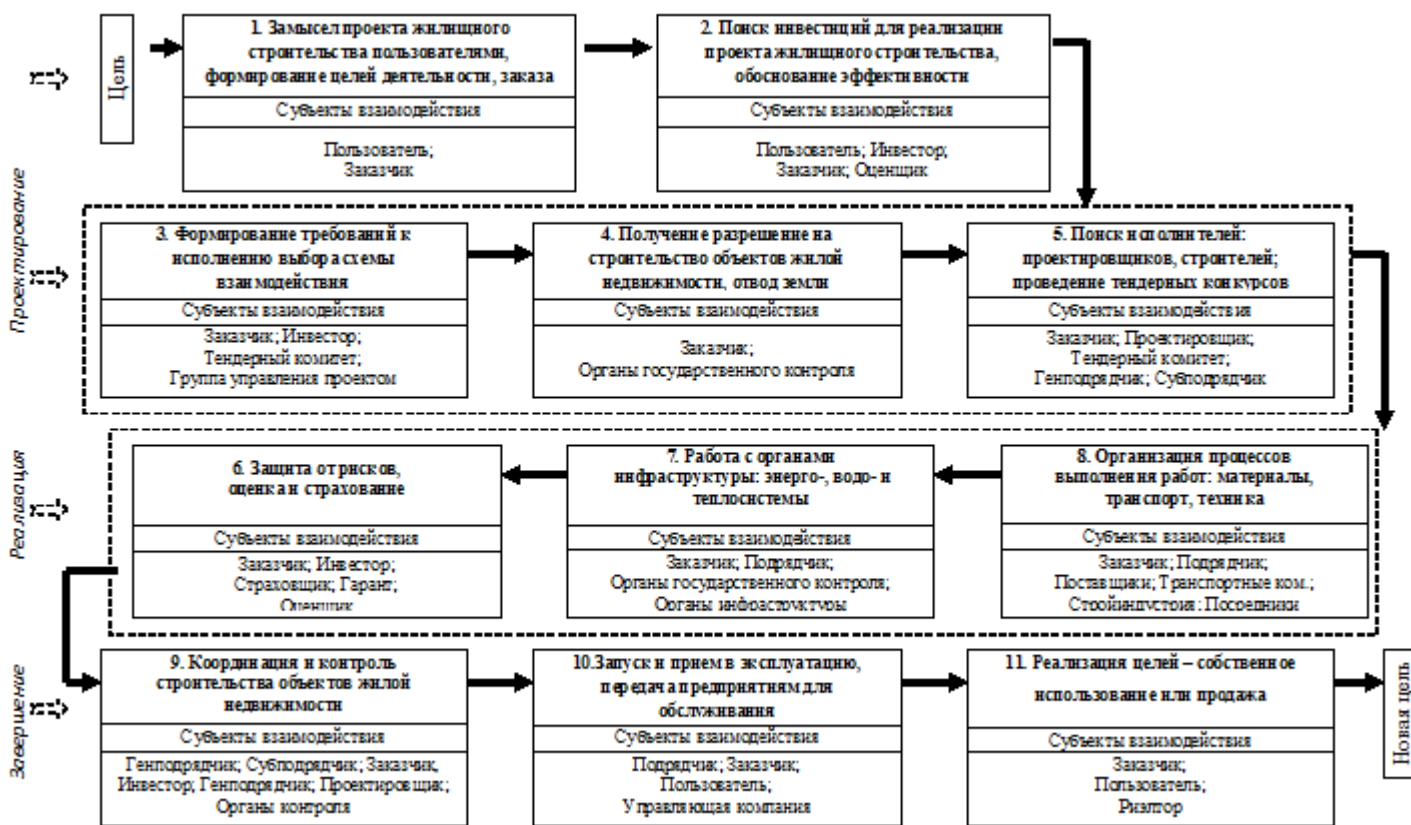 Цель
1. Замысел проекта жилищного
строительства пользователями,
формирование целей деятельности, заказа
Субъекты взаимодействия
Пользователь;
Заказчик
2. Поиск инвестиций для реализации
проекта жилищного строительства,
обоснование эффективности
Субъекты взаимодействия
Пользователь; Инвестор;
Заказчик; Оценщик
Проектирование
3. Формирование требований к
исполнению выбора схемы
взаимодействия
Субъекты взаимодействия
Заказчик; Инвестор;
Тендерный комитет;
Группа управления проектом
4. Получение разрешение на
строительство объектов жилой
недвижимости, отвод земли
Субъекты взаимодействия
Заказчик;
Органы государственного контроля
5. Поиск исполнителей:
проектировщиков, строителей;
проведение тендерных конкурсов
Субъекты взаимодействия
Заказчик; Проектировщик;
Тендерный комитет;
Генподрядчик; Субподрядчик
Реализация
6. Защита от рисков,
оценка и страхование
Субъекты взаимодействия
Заказчик; Инвестор;
Страховщик; Гарант;
Оценщик
7. Работа с органами
инфраструктуры: энерго-, водо- и
теплосистемы
Субъекты взаимодействия
Заказчик; Подрядчик;
Органы государственного контроля;
Органы инфраструктуры
8. Организация процессов
выполнения работ: материалы,
транспорт, техника
Субъекты взаимодействия
Заказчик; Подрядчик;
Поставщики; Транспортные ком.;
Стройиндустрия; Посредники
Завершение
9. Координация и контроль
строительства объектов жилой
недвижимости
Субъекты взаимодействия
Генподрядчик; Субподрядчик; Заказчик,
Инвестор; Генподрядчик; Проектировщик;
Органы контроля
10.Запуск и прием в эксплуатацию,
передача предприятиям для
обслуживания
Субъекты взаимодействия
Подрядчик; Заказчик;
Пользователь;
Управляющая компания
11. Реализация целей – собственное
использование или продажа
Субъекты взаимодействия
Заказчик;
Пользователь;
Риэлтор
Новая цель